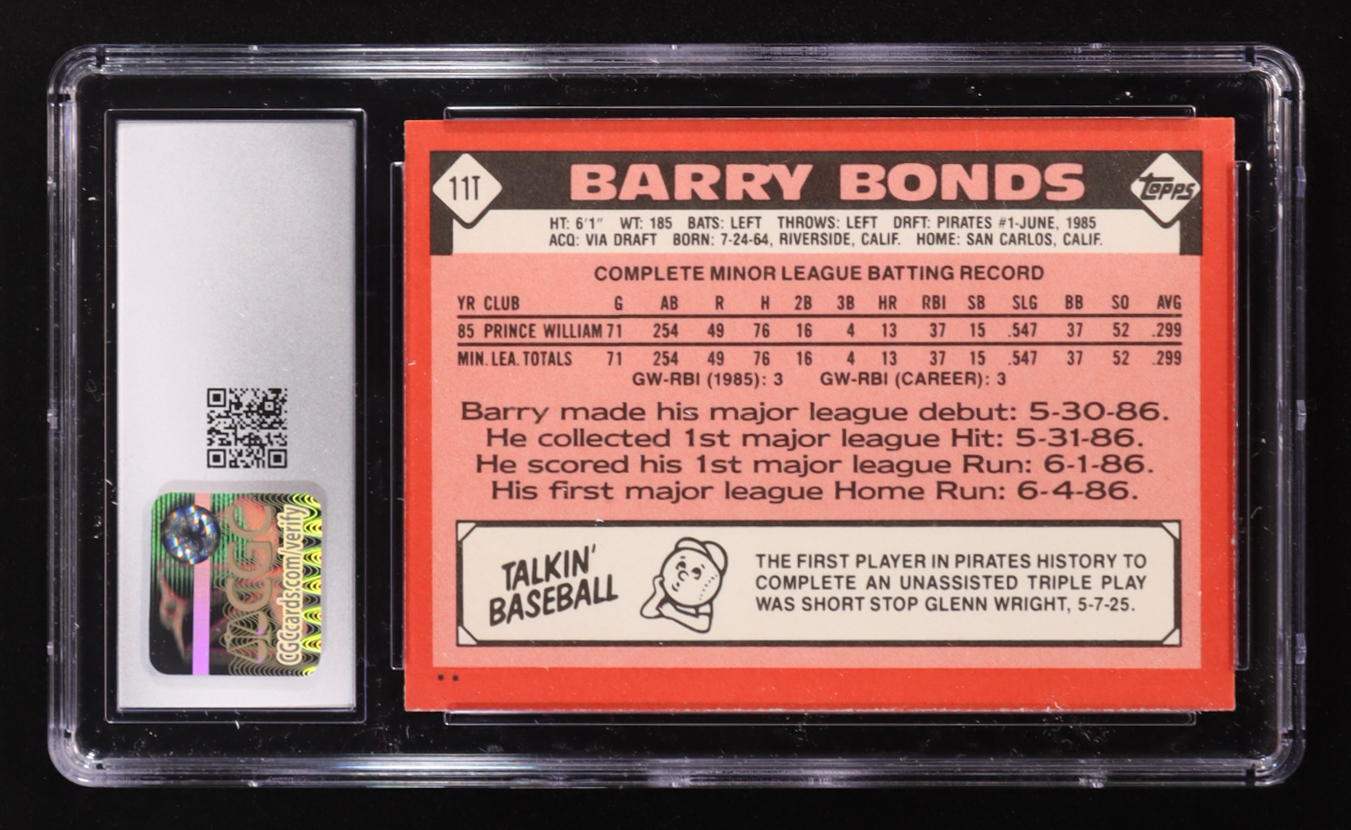 11T
BARRY BONDS
topps
HT: 6'1" WT: 185 BATS: LEFT THROWS: LEFT DRFT: PIRATES #1-JUNE, 1985
ACQ: VIA DRAFT BORN: 7-24-64, RIVERSIDE, CALIF. HOME: SAN CARLOS, CALIF.
COMPLETE MINOR LEAGUE BATTING RECORD
YR CLUB G AB R H 2B 3B HR RBI SB SLG BB SO AVG
85 PRINCE WILLIAM 71 254 49 76 16 4 13 37 15 .547 37 52 .299
MIN. LEA. TOTALS 71 254 49 76 16 4 13 37 15 .547 37 52 .299
GW-RBI (1985): 3 GW-RBI (CAREER): 3
Barry made his major league debut: 5-30-86.
He collected 1st major league Hit: 5-31-86.
He scored his 1st major league Run: 6-1-86.
His first major league Home Run: 6-4-86.
TALKIN'
BASEBALL
THE FIRST PLAYER IN PIRATES HISTORY TO
COMPLETE AN UNASSISTED TRIPLE PLAY
WAS SHORT STOP GLENN WRIGHT, 5-7-25.
CGC
CGCcards.com/verify